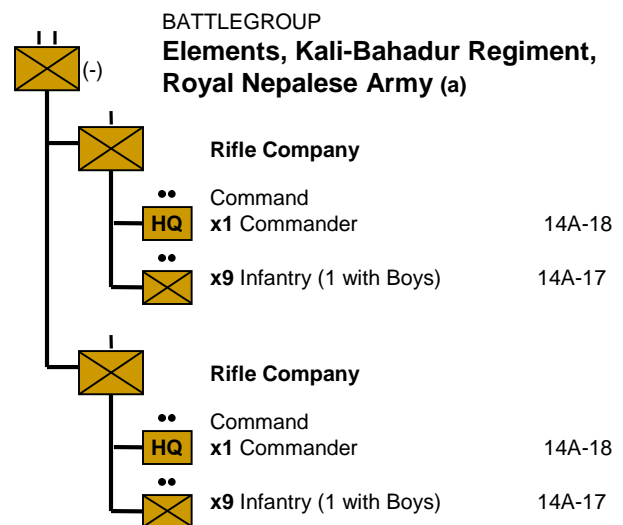 BATTLEGROUP
Elements, Kali-Bahadur Regiment,
(-)
Royal Nepalese Army (a)
Rifle Company
Command
HQ x1 Commander 14A-18
x9 Infantry (1 with Boys) 14A-17
Rifle Company
Command
HQ x1 Commander 14A-18
x9 Infantry (1 with Boys) 14A-17